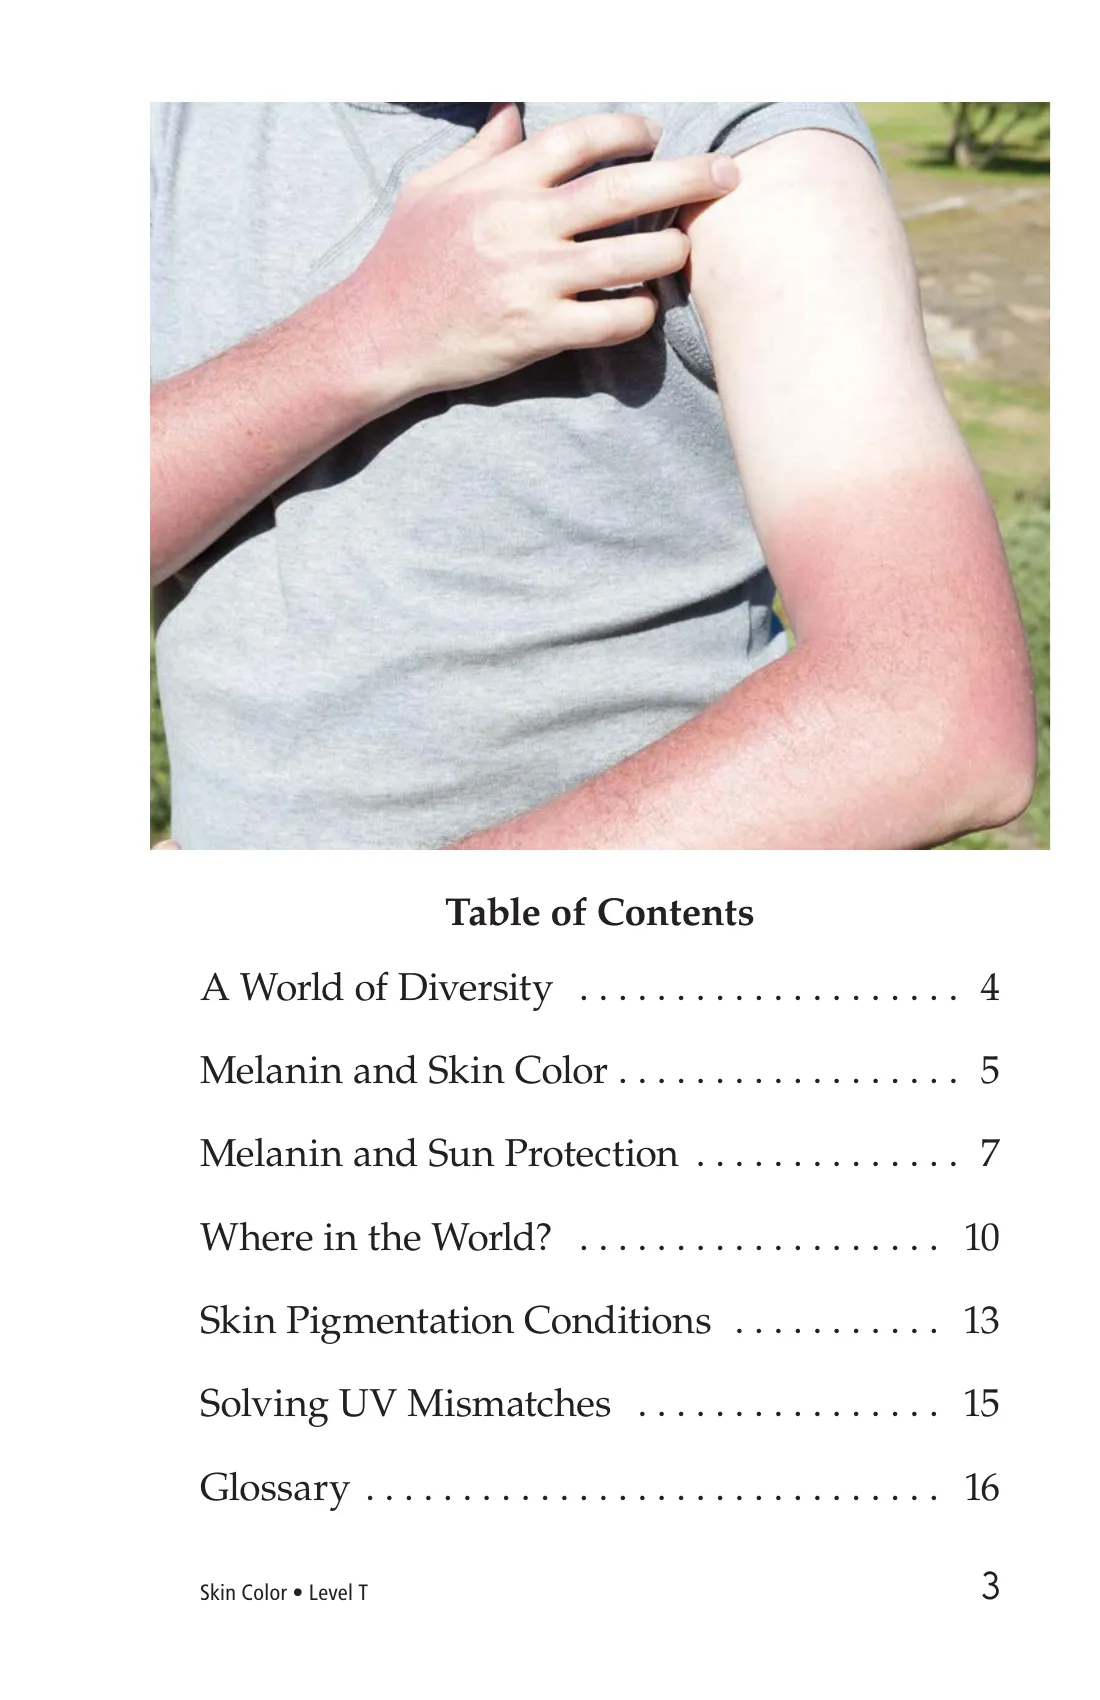 Table of Contents
A World of Diversity . . . . . . . . . . . . . . . . . . . . 4
Melanin and Skin Color . . . . . . . . . . . . . . . . . . 5
Melanin and Sun Protection . . . . . . . . . . . . . . 7
Where in the World? . . . . . . . . . . . . . . . . . . . 10
Skin Pigmentation Conditions . . . . . . . . . . . 13
Solving UV Mismatches . . . . . . . . . . . . . . . . 15
Glossary . . . . . . . . . . . . . . . . . . . . . . . . . . . . . . 16
Skin Color • Level T 3